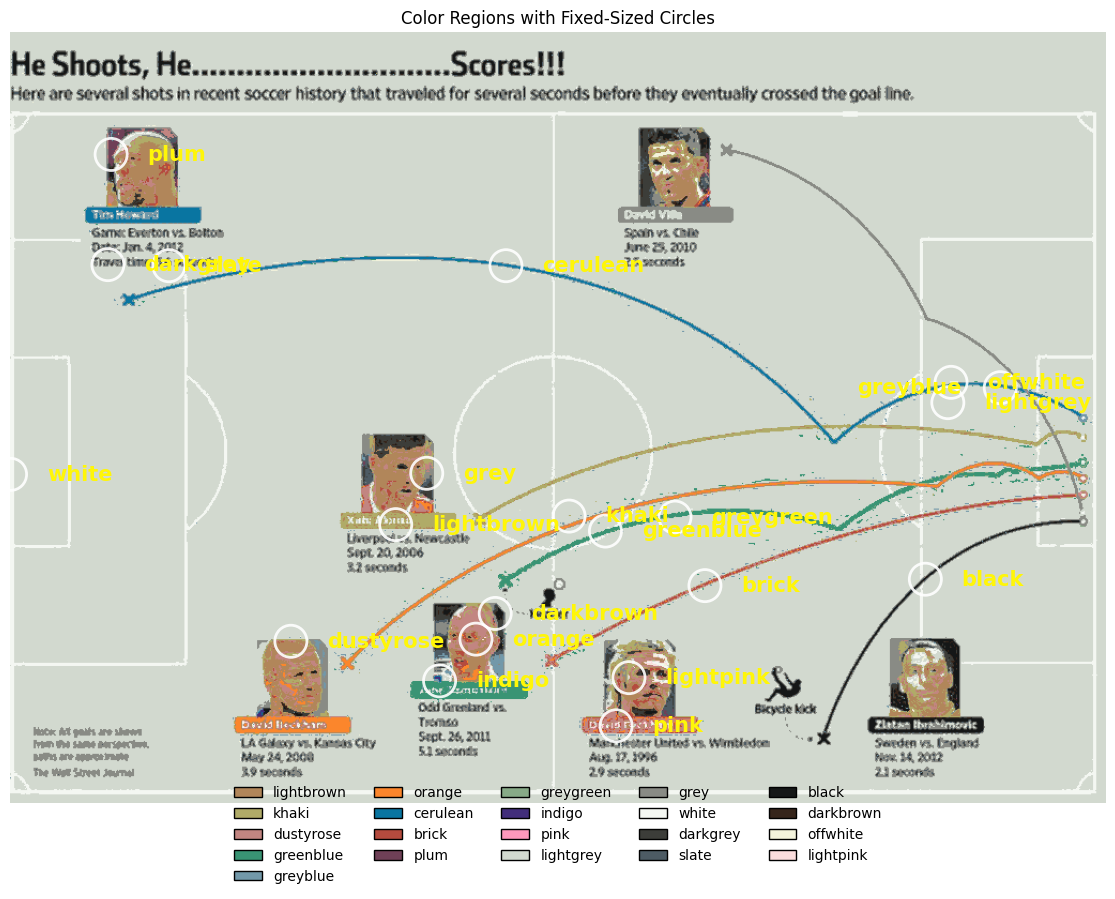 Color Regions with Fixed-Sized Circles
He Shoots, He.............................Scores!!!
Here are several shots in recent soccer history that traveled for several seconds before they eventually crossed the goal line.
plum
Tim Howard
Game: Everton vs. Bolton
Date: Jan. 4, 2012
Travel time:
David Villa
Spain vs. Chile
June 25, 2010
seconds
cerulean
greyblue
offwhite
lightgrey
white
grey
lightbrown
Liverpool vs. Newcastle
Sept. 20, 2006
3.2 seconds
khaki
greygreen
greenblue
brick
black
darkbrown
dustyrose
orange
indigo
lightpink
pink
Odd Grenland vs.
Tromso
Sept. 26, 2011
5.1 seconds
David Beckham
LA Galaxy vs. Kansas City
May 24, 2008
3.9 seconds
David
Manchester United vs. Wimbledon
Aug. 17, 1996
2.9 seconds
Bicycle kick
Zlatan Ibrahimovic
Sweden vs. England
Nov. 14, 2012
2.1 seconds
Note: All goals are shown
from the same perspective,
paths are approximate
The Wall Street Journal
lightbrown
orange
greygreen
grey
black
khaki
cerulean
indigo
white
darkbrown
dustyrose
brick
pink
darkgrey
offwhite
greenblue
plum
lightgrey
slate
lightpink
greyblue